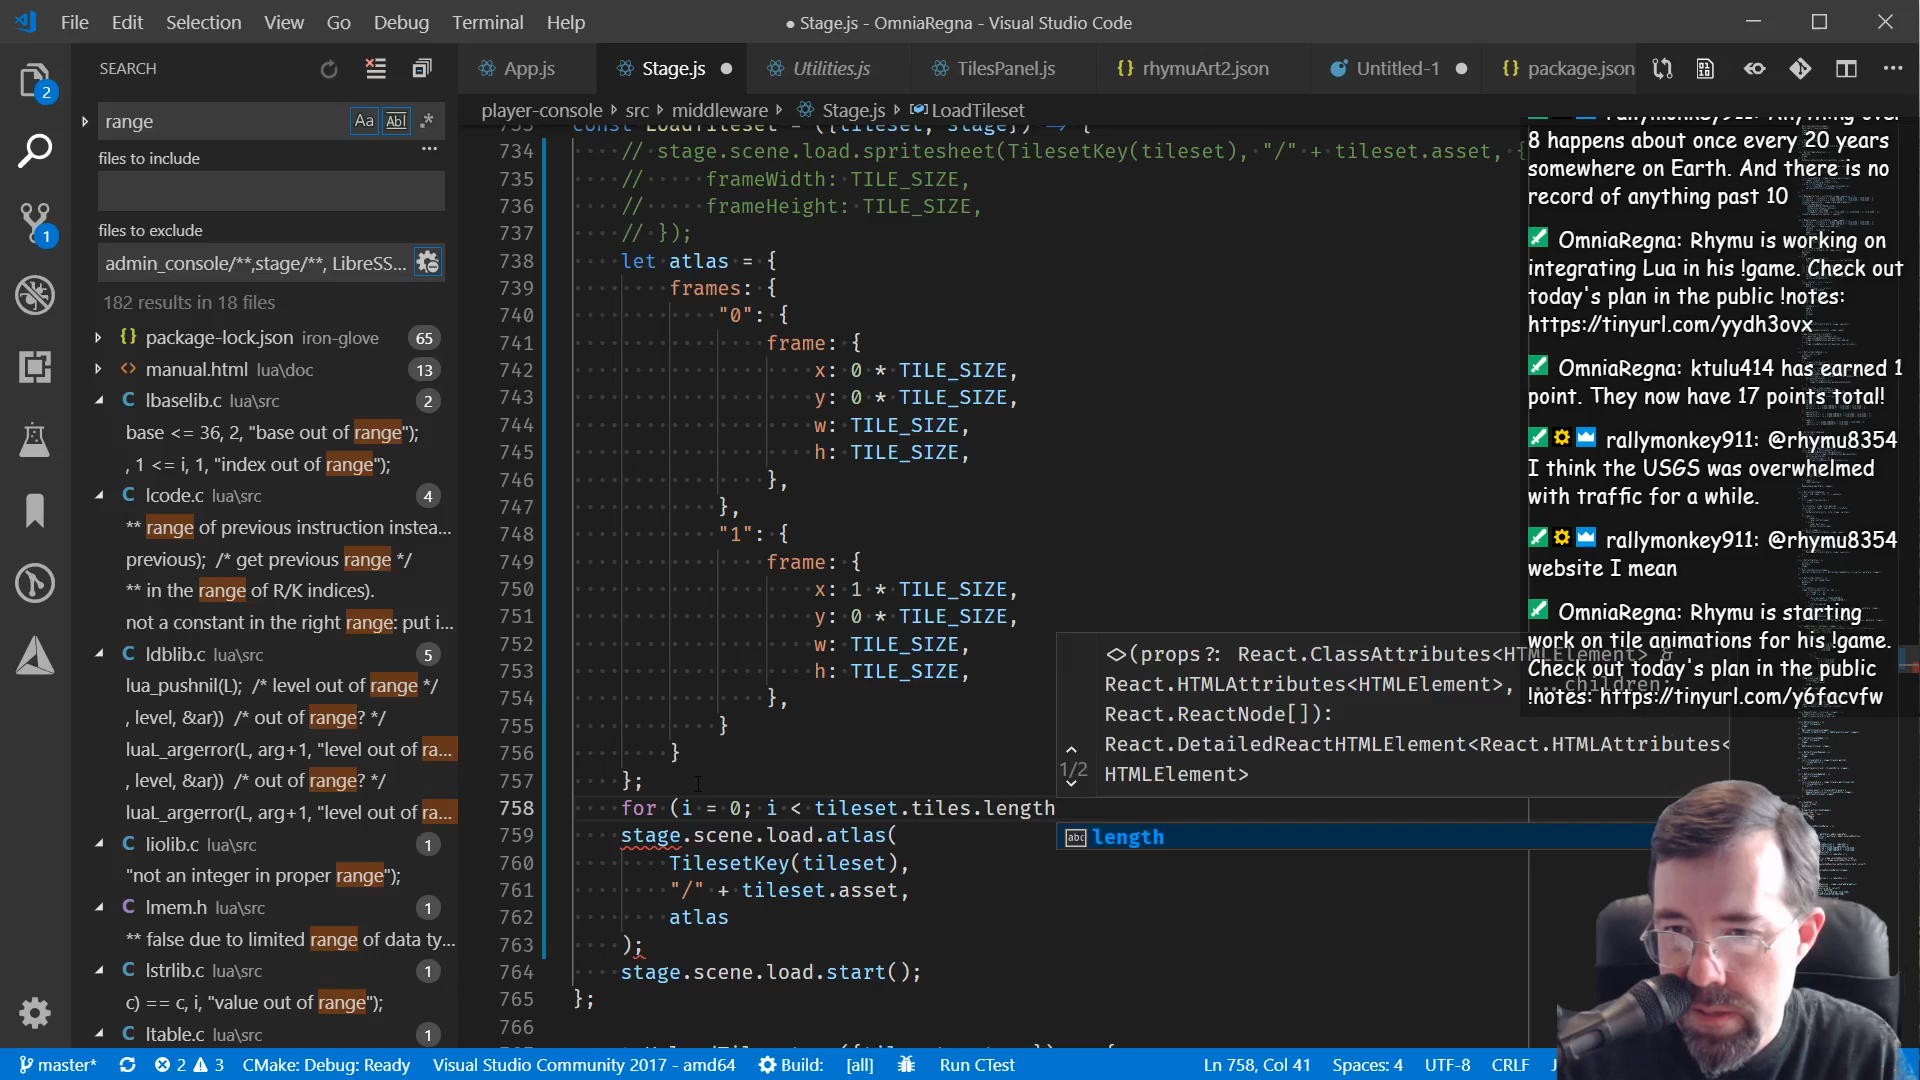 File Edit Selection View Go Debug Terminal Help
● Stage.js - OmniaRegna - Visual Studio Code
SEARCH
App.js
Stage.js
Utilities.js
TilesPanel.js
{} rhymuArt2.json
Untitled-1
{} package.json
2
range
Aa
Abl
.*
player-console › src › middleware › Stage.js › LoadTileset
files to include
files to exclude
admin_console/**,stage/**, LibreSS...
1
182 results in 18 files
{} package-lock.json iron-glove 65
<> manual.html lua\doc 13
C lbaselib.c lua\src 2
base <= 36, 2, "base out of range");
, 1 <= i, 1, "index out of range");
C lcode.c lua\src 4
** range of previous instruction instea...
previous); /* get previous range */
** in the range of R/K indices).
not a constant in the right range: put i...
C ldblib.c lua\src 5
lua_pushnil(L); /* level out of range */
, level, &ar)) /* out of range? */
luaL_argerror(L, arg+1, "level out of ra...
, level, &ar)) /* out of range? */
luaL_argerror(L, arg+1, "level out of ra...
C liolib.c lua\src 1
"not an integer in proper range");
C lmem.h lua\src 1
** false due to limited range of data ty...
C lstrlib.c lua\src 1
c) == c, i, "value out of range");
C ltable.c lua\src 1
const LoadTileset = ({tileset, stage}) => {
734 // stage.scene.load.spritesheet(TilesetKey(tileset), "/" + tileset.asset, {
735 // frameWidth: TILE_SIZE,
736 // frameHeight: TILE_SIZE,
737 // });
738 let atlas = {
739 frames: {
740 "0": {
741 frame: {
742 x: 0 * TILE_SIZE,
743 y: 0 * TILE_SIZE,
744 w: TILE_SIZE,
745 h: TILE_SIZE,
746 },
747 },
748 "1": {
749 frame: {
750 x: 1 * TILE_SIZE,
751 y: 0 * TILE_SIZE,
752 w: TILE_SIZE,
753 h: TILE_SIZE,
754 },
755 }
756 }
757 };
758 for (i = 0; i < tileset.tiles.length
759 stage.scene.load.atlas(
760 TilesetKey(tileset),
761 "/" + tileset.asset,
762 atlas
763 );
764 stage.scene.load.start();
765 };
766
<>(props?: React.ClassAttributes<HTMLElement> &
React.HTMLAttributes<HTMLElement>, ...children:
React.ReactNode[]):
React.DetailedReactHTMLElement<React.HTMLAttributes<
1/2
HTMLElement>
abc length
rallymonkey911: Anything over
8 happens about once every 20 years
somewhere on Earth. And there is no
record of anything past 10
OmniaRegna: Rhymu is working on
integrating Lua in his !game. Check out
today's plan in the public !notes:
https://tinyurl.com/yydh3ovx
OmniaRegna: ktulu414 has earned 1
point. They now have 17 points total!
rallymonkey911: @rhymu8354
I think the USGS was overwhelmed
with traffic for a while.
rallymonkey911: @rhymu8354
website I mean
OmniaRegna: Rhymu is starting
work on tile animations for his !game.
Check out today's plan in the public
!notes: https://tinyurl.com/y6facvfw
master*
2 3
CMake: Debug: Ready
Visual Studio Community 2017 - amd64
Build: [all]
Run CTest
Ln 758, Col 41
Spaces: 4
UTF-8
CRLF